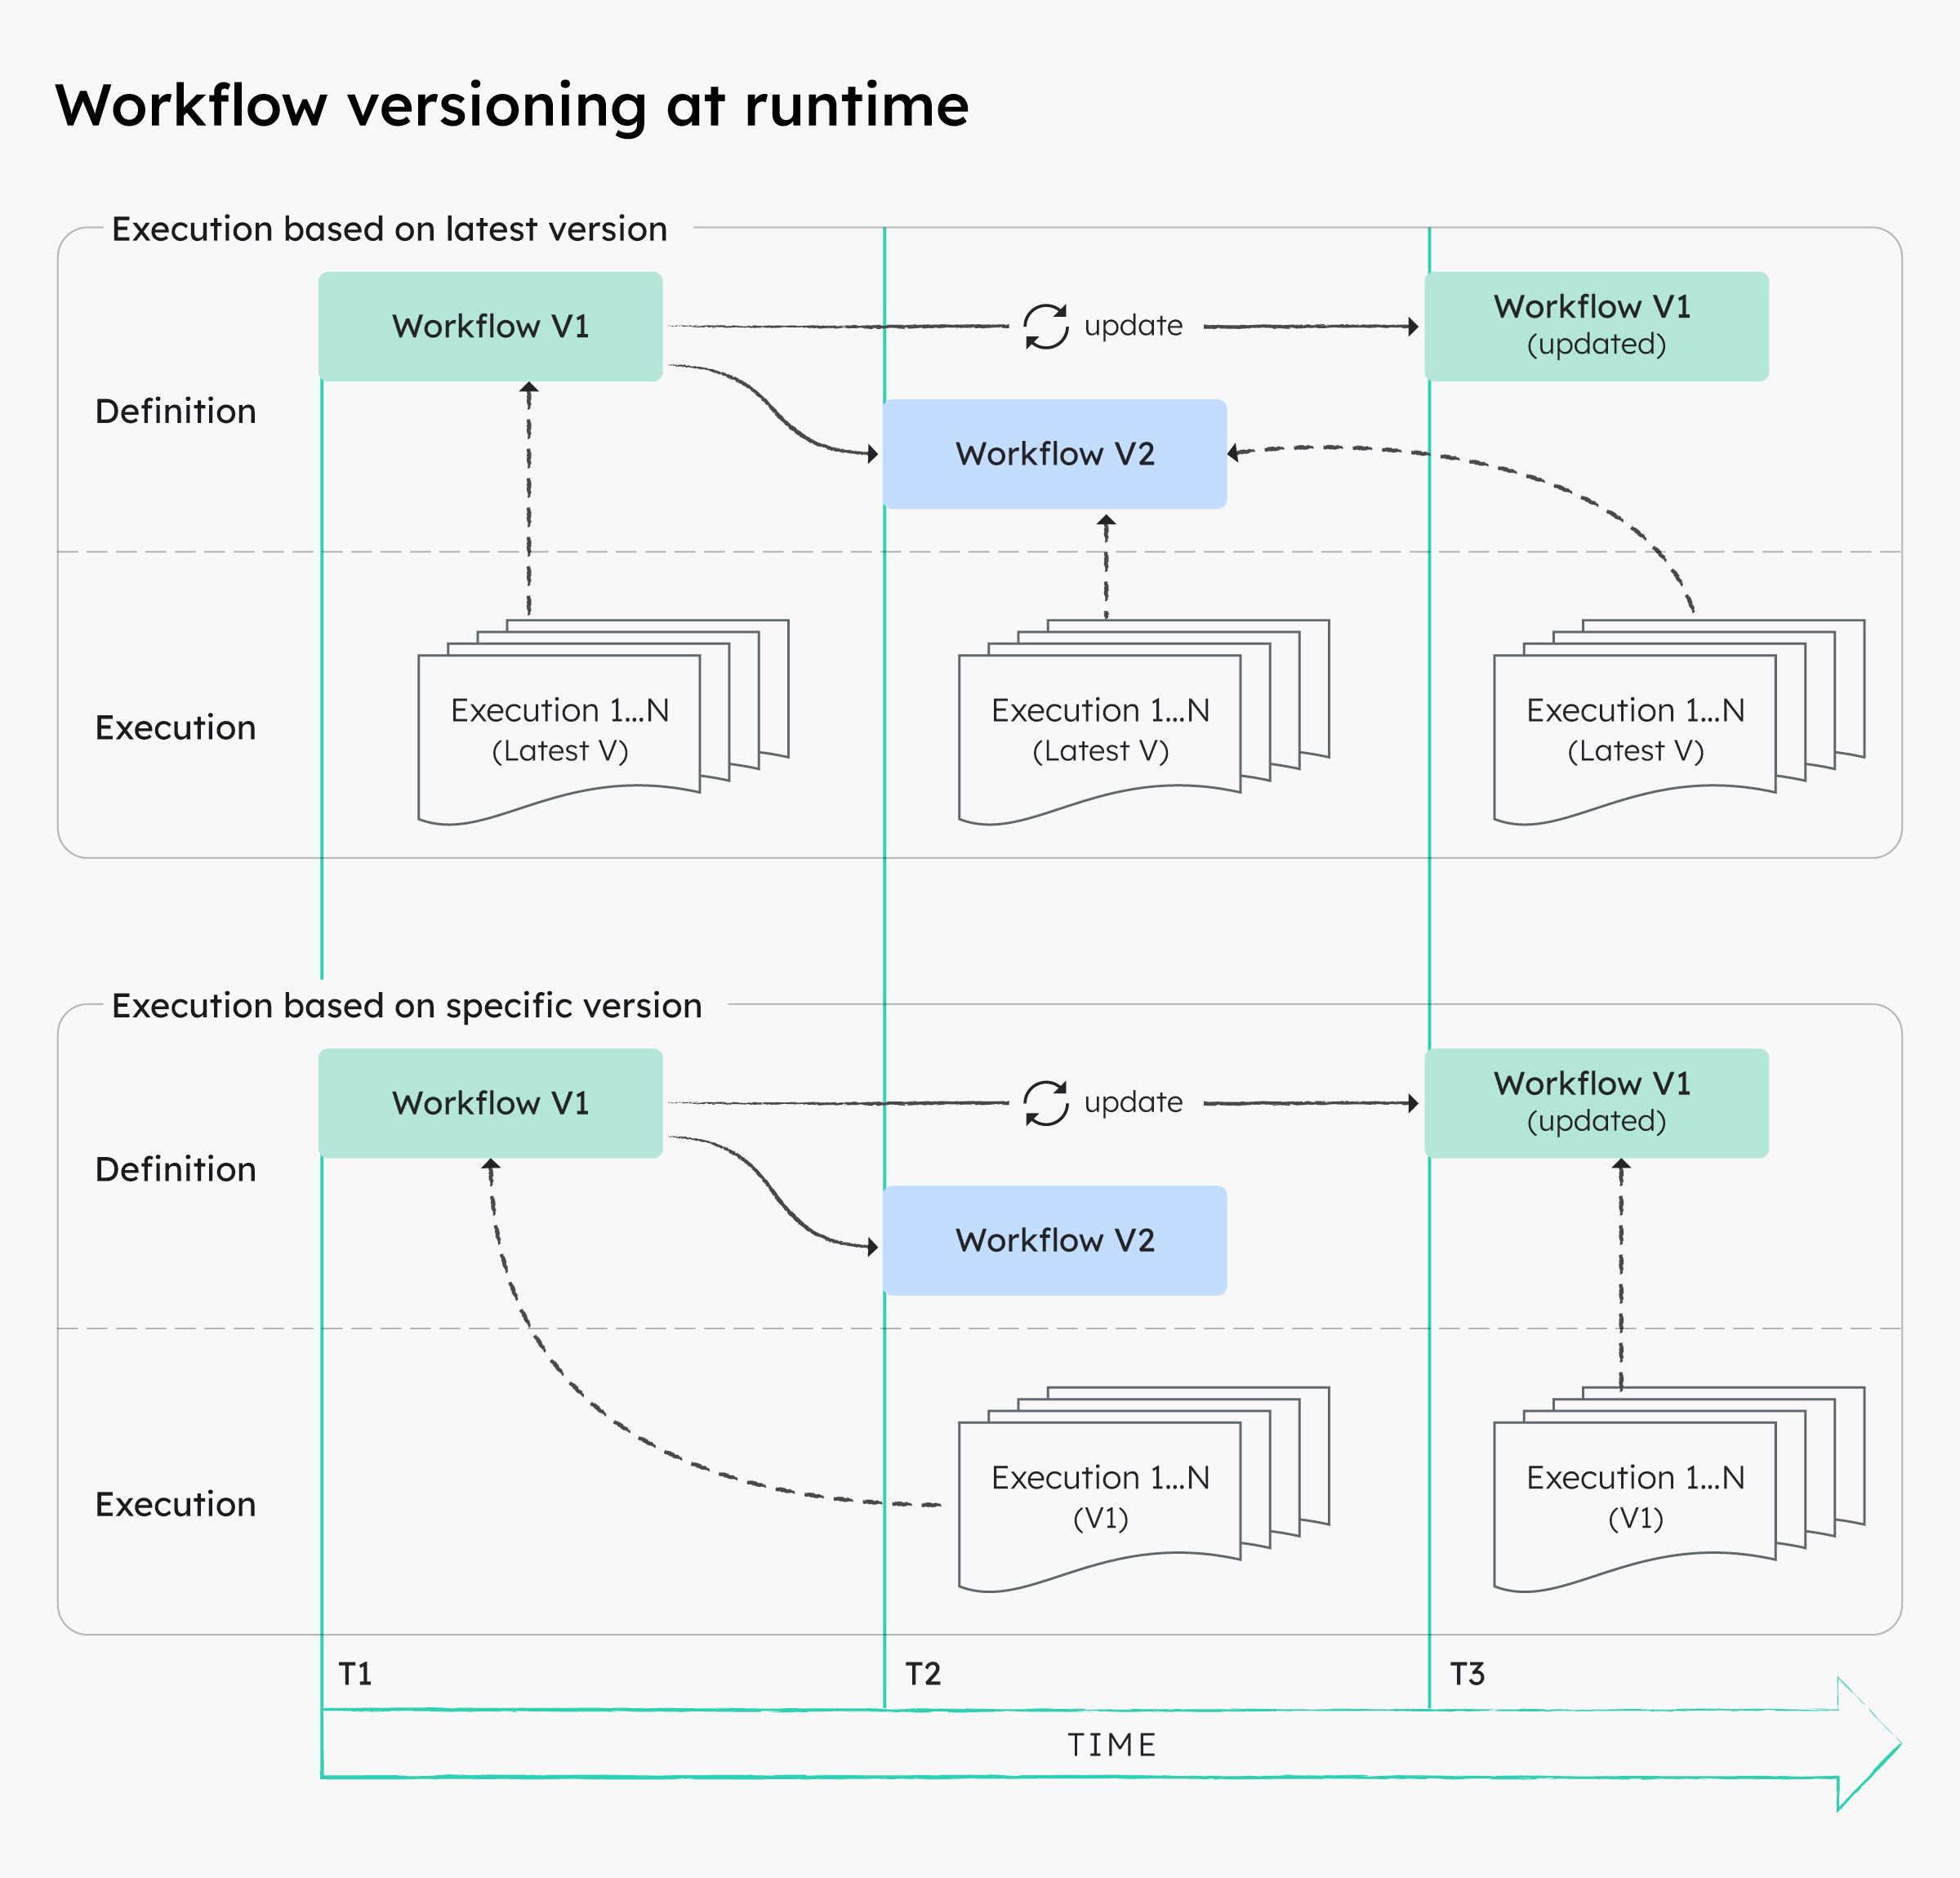 Workflow versioning at runtime
Execution based on latest version
Workflow V1
update
Workflow V1
(updated)
Definition
Workflow V2
Execution
Execution 1...N
(Latest V)
Execution 1...N
(Latest V)
Execution 1...N
(Latest V)
Execution based on specific version
Workflow V1
update
Workflow V1
(updated)
Definition
Workflow V2
Execution
Execution 1...N
(V1)
Execution 1...N
(V1)
T1
T2
T3
TIME